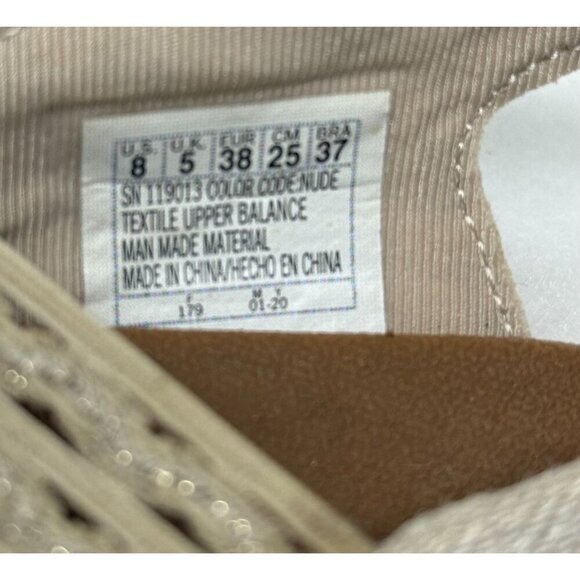 U.S. U.K. EUR CM BRA
8 5 38 25 37
SN 119013 COLOR CODE:NUDE
TEXTILE UPPER BALANCE
MAN MADE MATERIAL
MADE IN CHINA/HECHO EN CHINA
F M Y
179 01-20